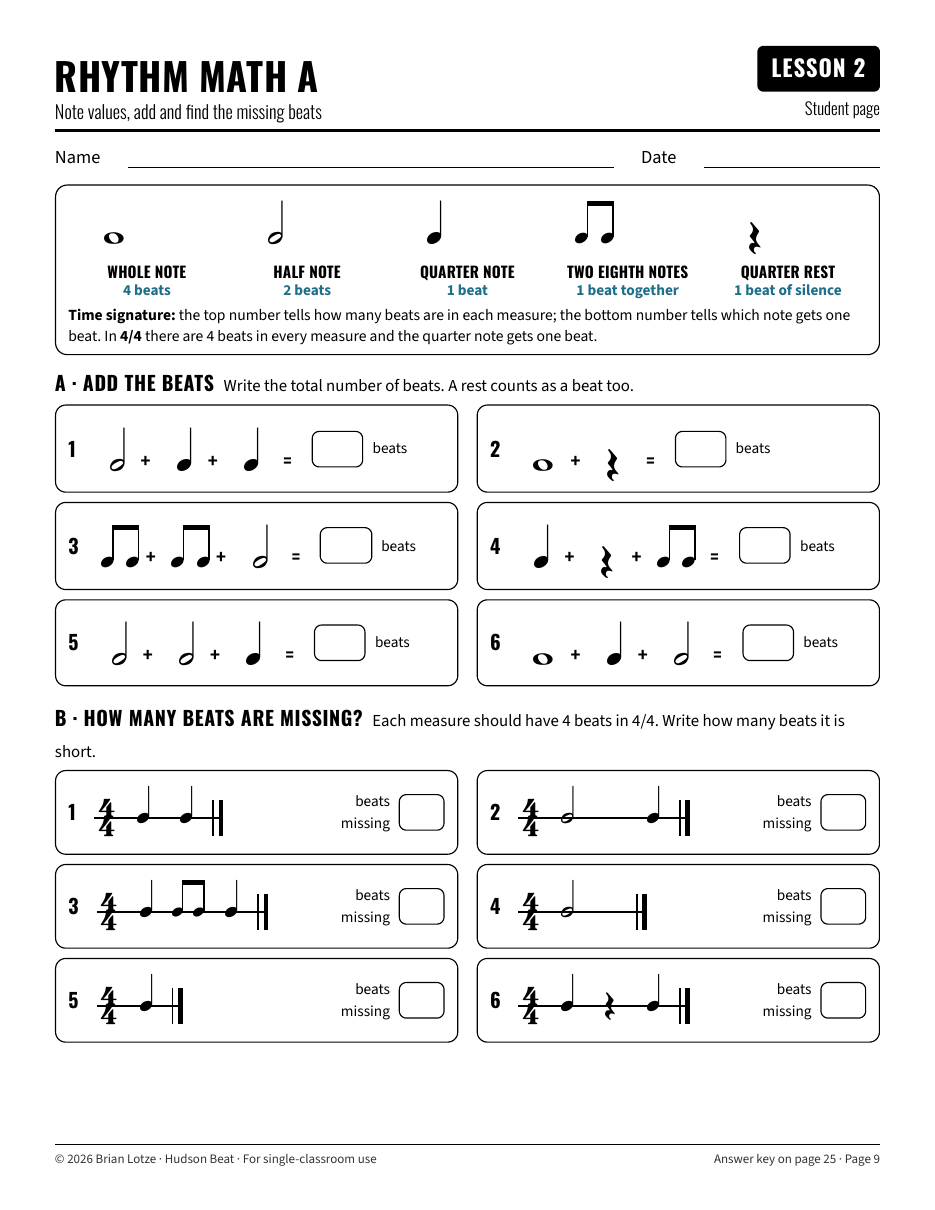 RHYTHM MATH A
LESSON 2
Note values, add and find the missing beats
Student page
Name
Date
WHOLE NOTE HALF NOTE QUARTER NOTE TWO EIGHTH NOTES QUARTER REST
4 beats 2 beats 1 beat 1 beat together 1 beat of silence
Time signature: the top number tells how many beats are in each measure; the bottom number tells which note gets one
beat. In 4/4 there are 4 beats in every measure and the quarter note gets one beat.
A · ADD THE BEATS Write the total number of beats. A rest counts as a beat too.
1 + + = beats
2 + = beats
3 + + = beats
4 + + = beats
5 + + = beats
6 + + = beats
B · HOW MANY BEATS ARE MISSING? Each measure should have 4 beats in 4/4. Write how many beats it is
short.
1 4 4 beats
missing
2 4 4 beats
missing
3 4 4 beats
missing
4 4 4 beats
missing
5 4 4 beats
missing
6 4 4 beats
missing
© 2026 Brian Lotze · Hudson Beat · For single-classroom use
Answer key on page 25 · Page 9